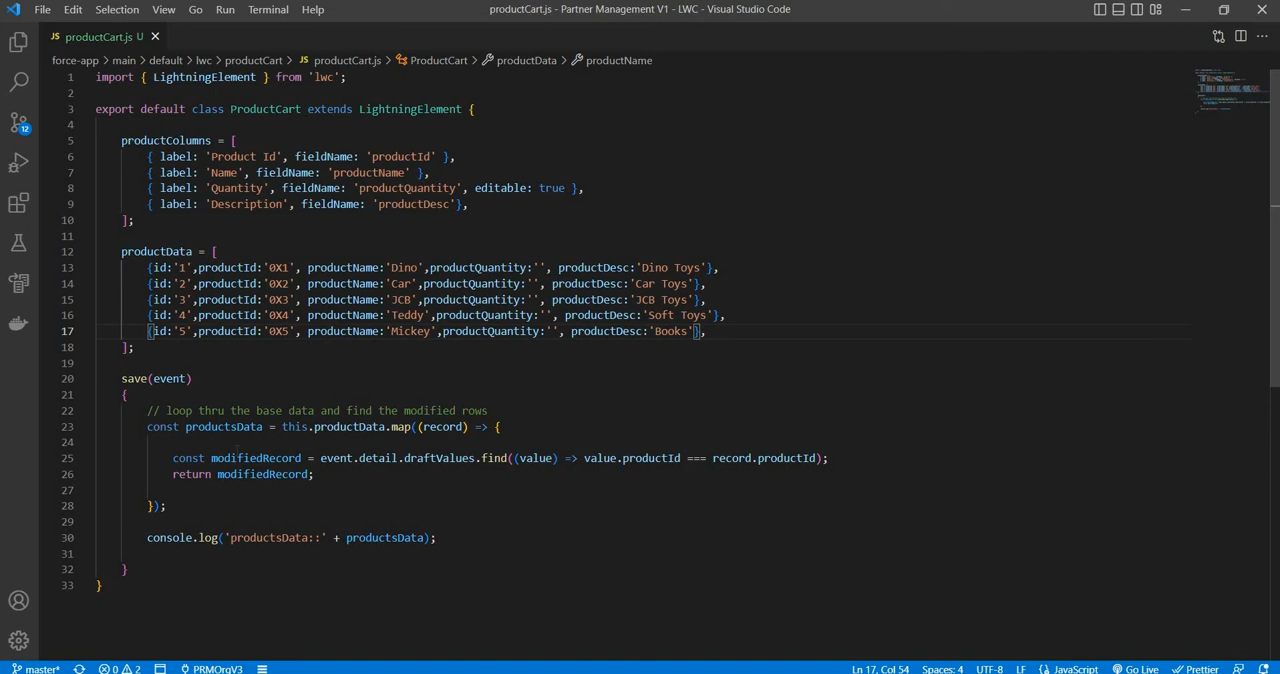 File Edit Selection View Go Run Terminal Help productCart.js - Partner Management V1 - LWC - Visual Studio Code
JS productCart.js U
force-app > main > default > lwc > productCart > JS productCart.js > ProductCart > productData > productName
1 import { LightningElement } from 'lwc';
2
3 export default class ProductCart extends LightningElement {
4
5 productColumns = [
6 { label: 'Product Id', fieldName: 'productId' },
7 { label: 'Name', fieldName: 'productName' },
8 { label: 'Quantity', fieldName: 'productQuantity', editable: true },
9 { label: 'Description', fieldName: 'productDesc'},
10 ];
11
12 productData = [
13 {id:'1',productId:'0X1', productName:'Dino',productQuantity:'', productDesc:'Dino Toys'},
14 {id:'2',productId:'0X2', productName:'Car',productQuantity:'', productDesc:'Car Toys'},
15 {id:'3',productId:'0X3', productName:'JCB',productQuantity:'', productDesc:'JCB Toys'},
16 {id:'4',productId:'0X4', productName:'Teddy',productQuantity:'', productDesc:'Soft Toys'},
17 {id:'5',productId:'0X5', productName:'Mickey',productQuantity:'', productDesc:'Books'},
18 ];
19
20 save(event)
21 {
22 // loop thru the base data and find the modified rows
23 const productsData = this.productData.map((record) => {
24
25 const modifiedRecord = event.detail.draftValues.find((value) => value.productId === record.productId);
26 return modifiedRecord;
27
28 });
29
30 console.log('productsData::' + productsData);
31
32 }
33 }
12
master* 0 2 PRMOrgV3 Ln 17, Col 54 Spaces: 4 UTF-8 LF JavaScript Go Live Prettier